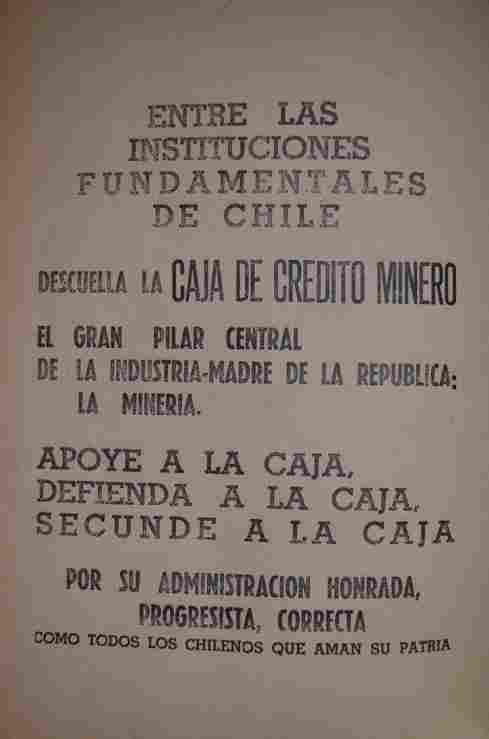 ENTRE LAS
INSTITUCIONES
FUNDAMENTALES
DE CHILE
DESCUELLA LA CAJA DE CREDITO MINERO
EL GRAN PILAR CENTRAL
DE LA INDUSTRIA-MADRE DE LA REPUBLICA:
LA MINERIA.
APOYE A LA CAJA,
DEFIENDA A LA CAJA,
SECUNDE A LA CAJA
POR SU ADMINISTRACION HONRADA,
PROGRESISTA, CORRECTA
COMO TODOS LOS CHILENOS QUE AMAN SU PATRIA